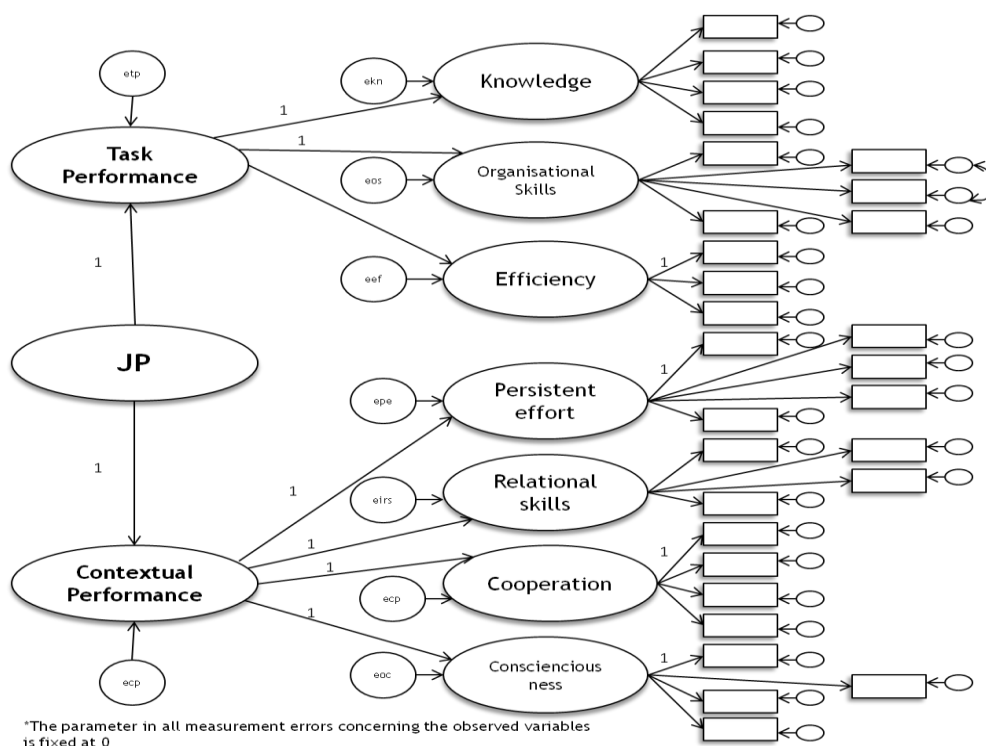 etp
ekn
Knowledge
1
1
Task
Performance
eos
Organisational
Skills
1
eef
Efficiency
1
JP
1
epe
Persistent
effort
1
1
eirs
Relational
skills
1
1
1
Contextual
Performance
ecp
Cooperation
1
ecp
eoc
Consciencious
ness
1
*The parameter in all measurement errors concerning the observed variables
is fixed at 0